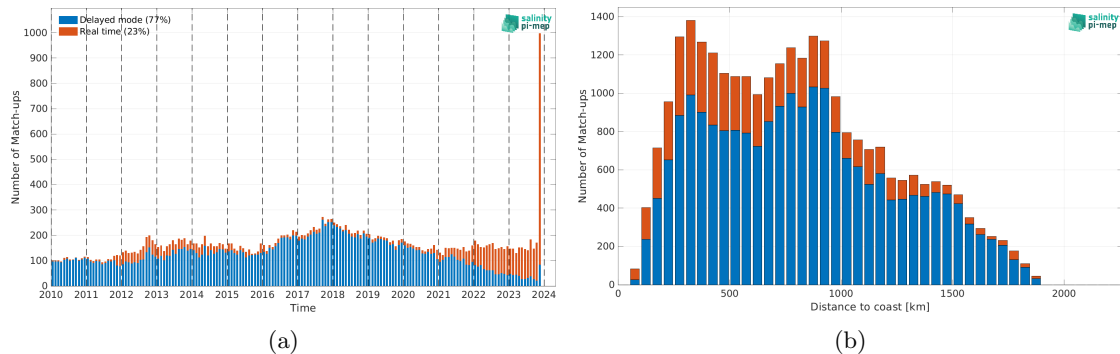 Delayed mode (77%)
Real time (23%)
salinity
pi-mep
1000
900
800
700
600
500
400
300
200
100
0
Number of Match-ups
2010 2011 2012 2013 2014 2015 2016 2017 2018 2019 2020 2021 2022 2023 2024
Time
(a)
salinity
pi-mep
1400
1200
1000
800
600
400
200
0
Number of Match-ups
0 500 1000 1500 2000
Distance to coast [km]
(b)